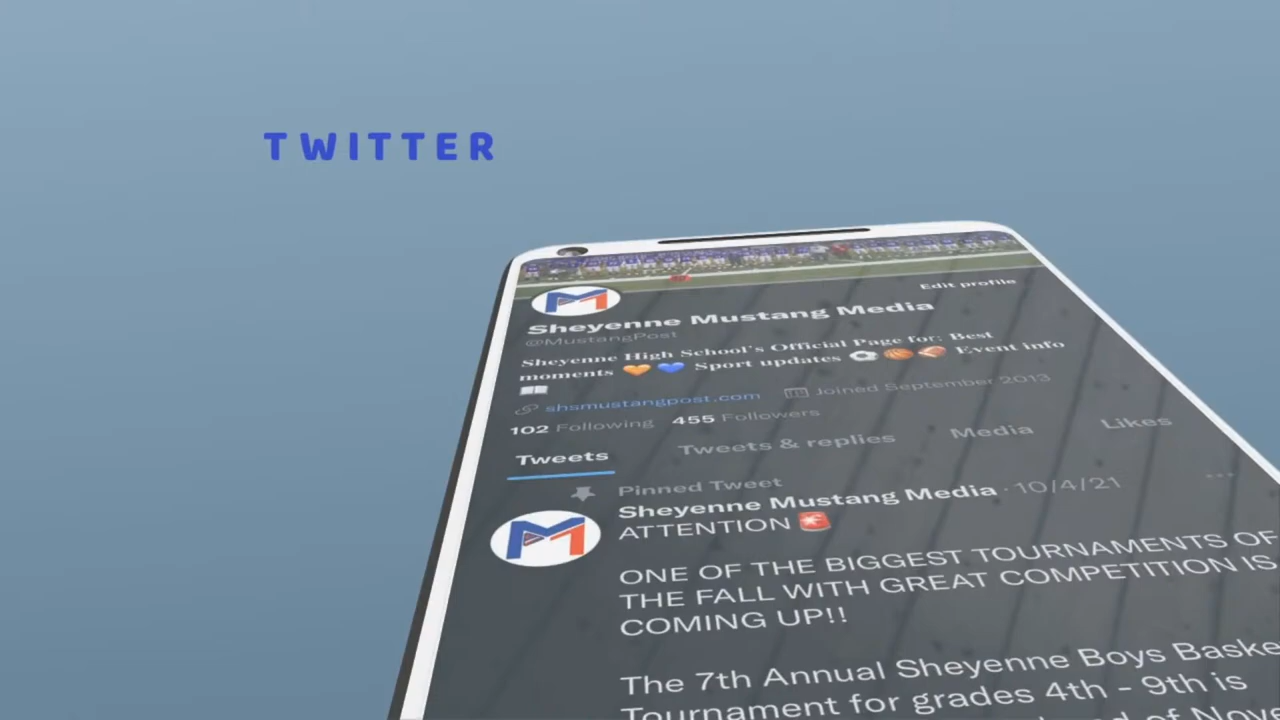 TWITTER
Edit profile
Sheyenne Mustang Media
@MustangPost
Sheyenne High School's Official Page for: Best
moments 🧡 💙 Sport updates ⚽🏀🏈 Event info
📖
shsmustangpost.com Joined September 2013
102 Following 455 Followers
Tweets Tweets & replies Media Likes
Pinned Tweet
Sheyenne Mustang Media · 10/4/21 ...
ATTENTION 🚨
ONE OF THE BIGGEST TOURNAMENTS OF
THE FALL WITH GREAT COMPETITION IS
COMING UP!!
The 7th Annual Sheyenne Boys Baske
Tournament for grades 4th - 9th is
of